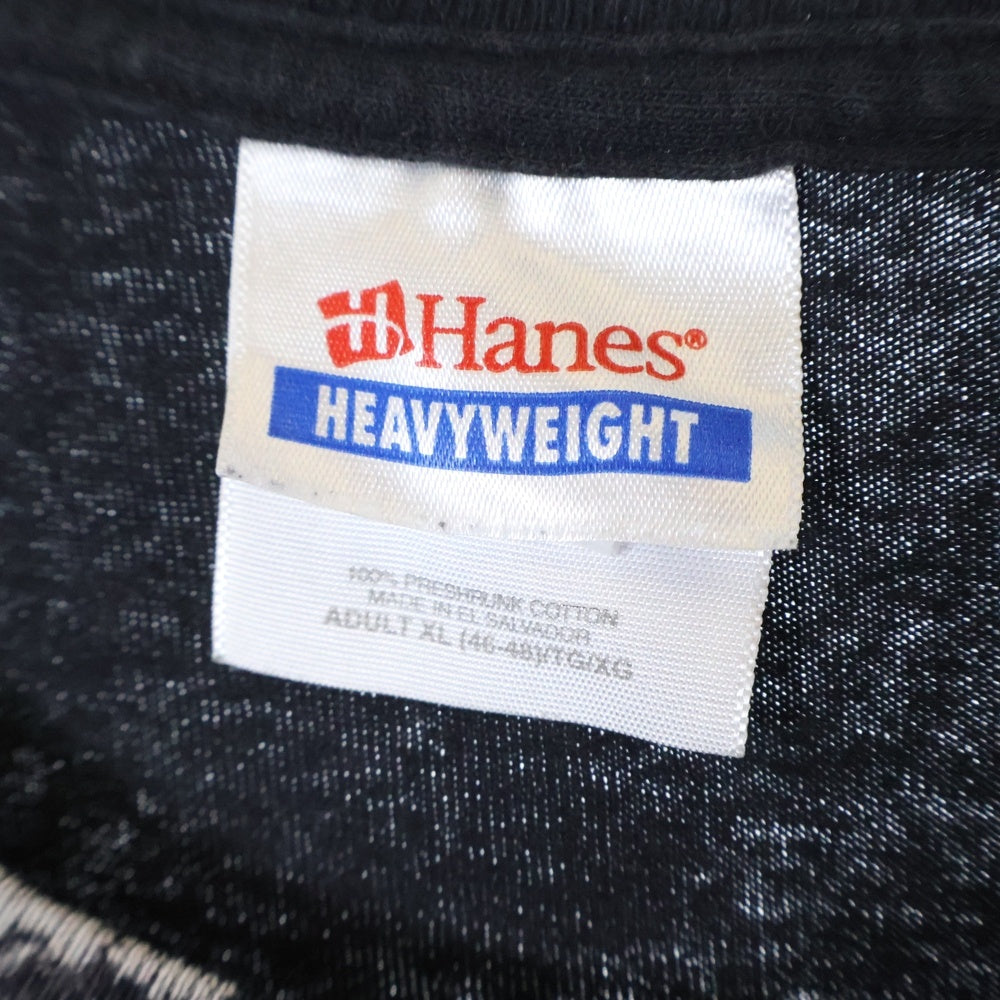 H Hanes®
HEAVYWEIGHT
100% PRESHRUNK COTTON
MADE IN EL SALVADOR
ADULT XL (46-48)/TG/XG